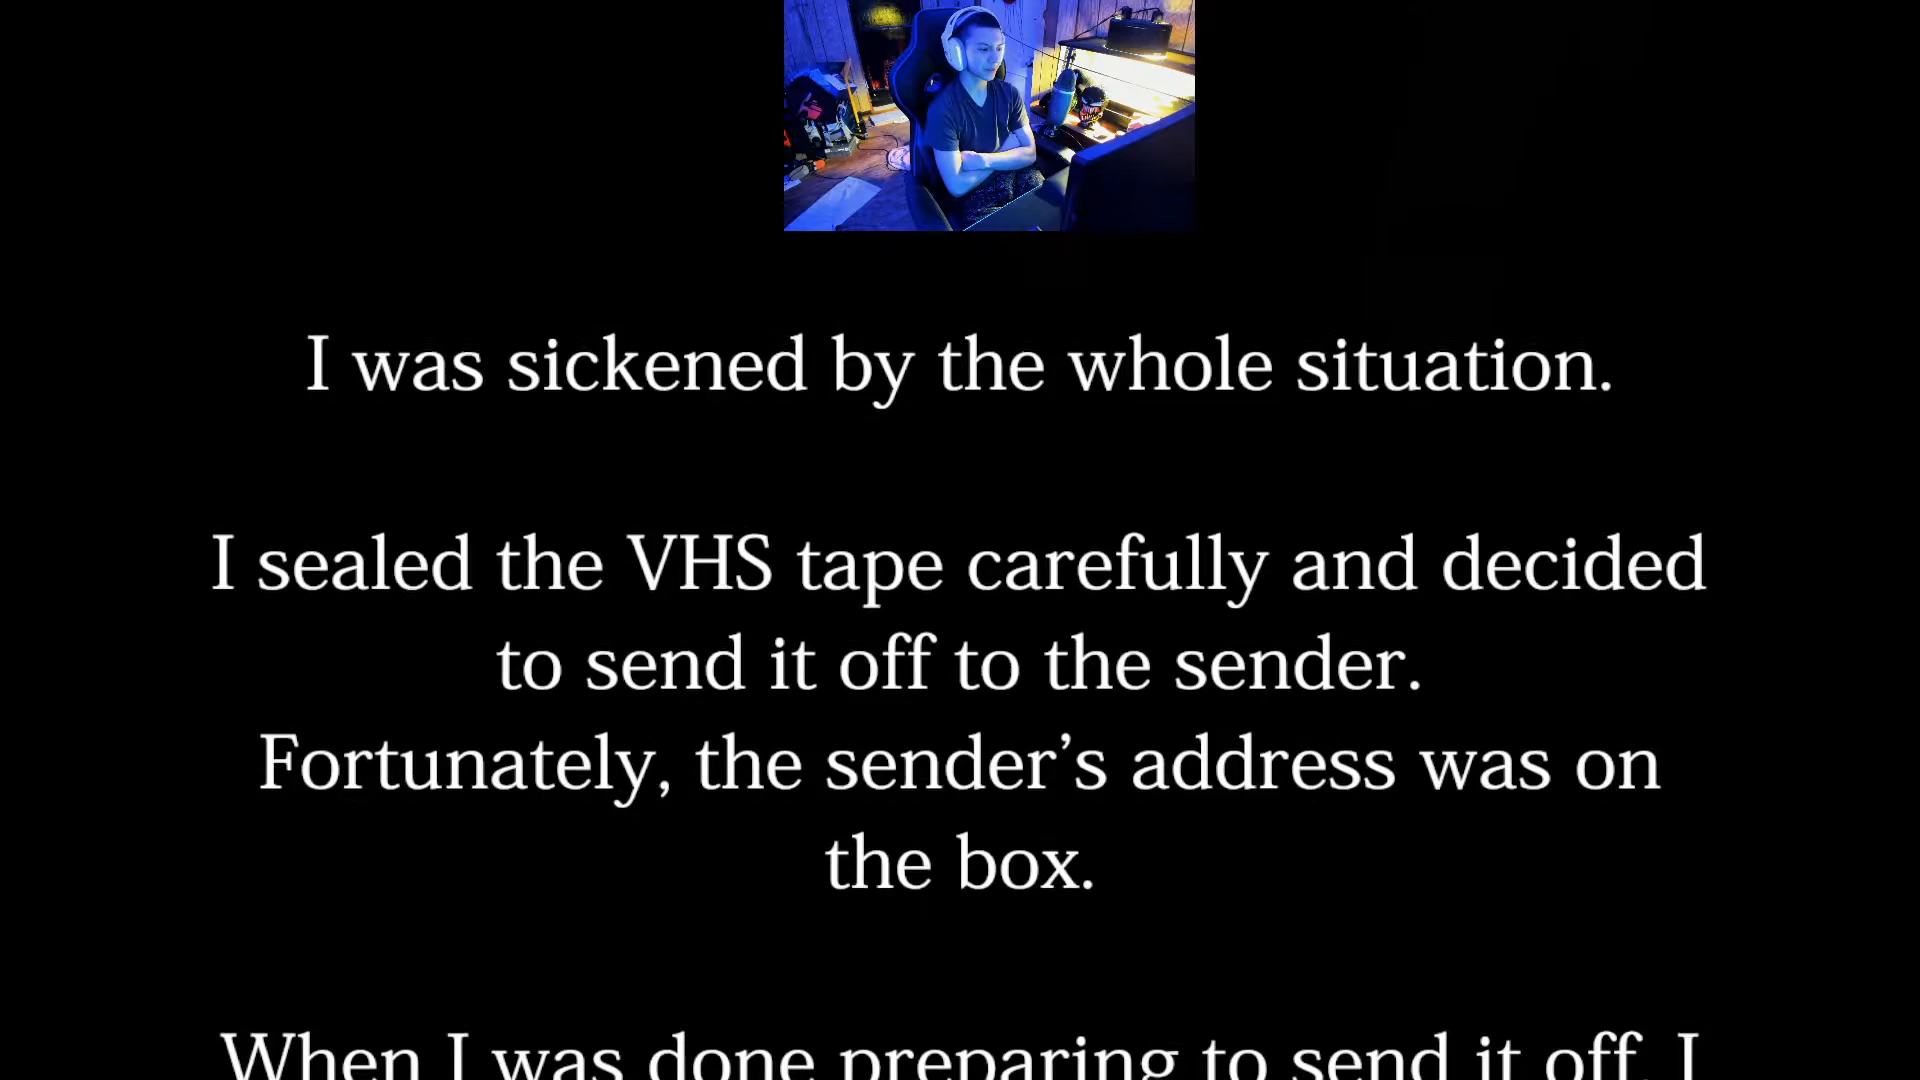 I was sickened by the whole situation.
I sealed the VHS tape carefully and decided
to send it off to the sender.
Fortunately, the sender’s address was on
the box.
When I was done preparing to send it off, I